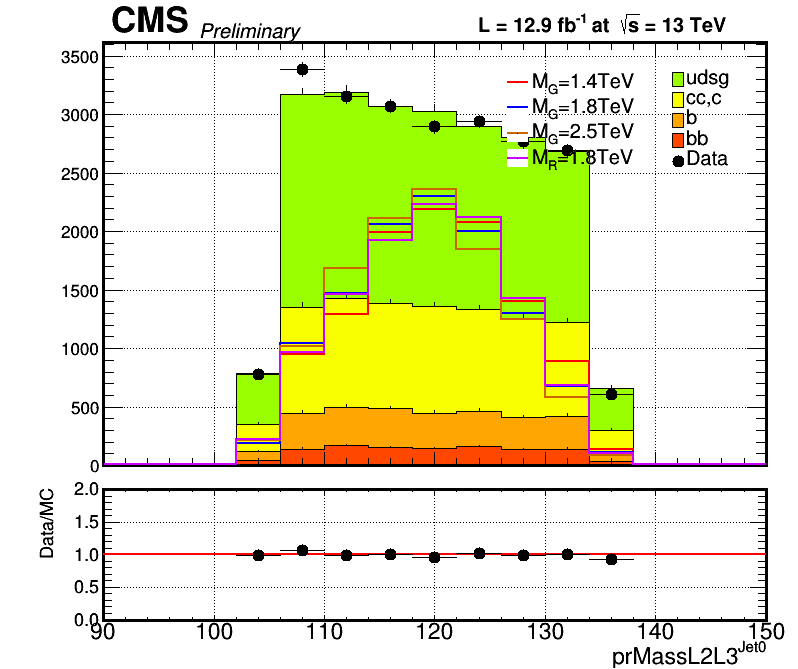 CMS Preliminary L = 12.9 fb⁻¹ at √s = 13 TeV
3500
3000
2500
2000
1500
1000
500
0
M_G=1.4TeV
M_G=1.8TeV
M_G=2.5TeV
M_R=1.8TeV
udsg
cc,c
b
bb
Data
Data/MC
2.0
1.5
1.0
0.5
0.0
90 100 110 120 130 140 150
prMassL2L3^Jet0